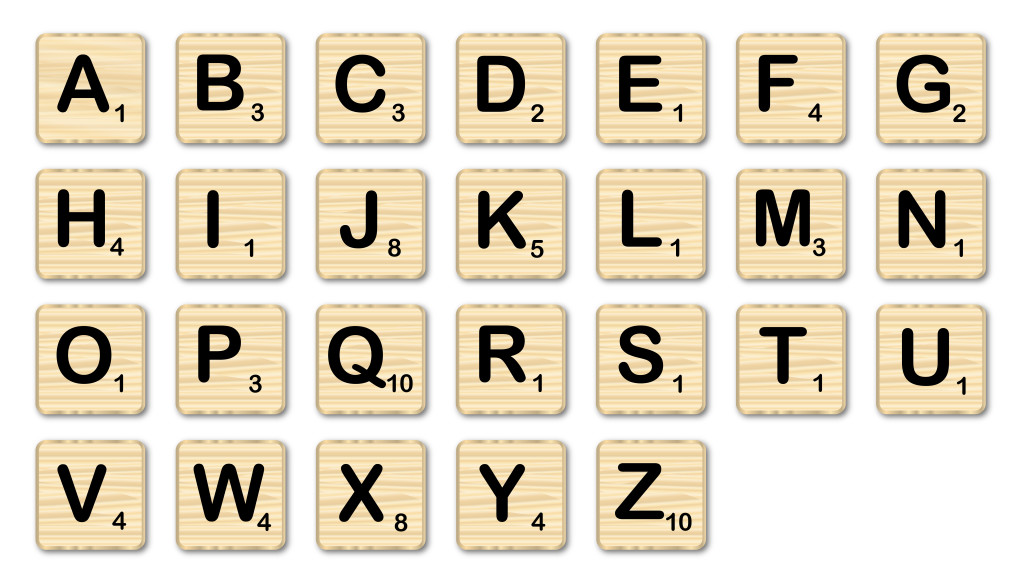 A1 B3 C3 D2 E1 F4 G2
H4 I1 J8 K5 L1 M3 N1
O1 P3 Q10 R1 S1 T1 U1
V4 W4 X8 Y4 Z10